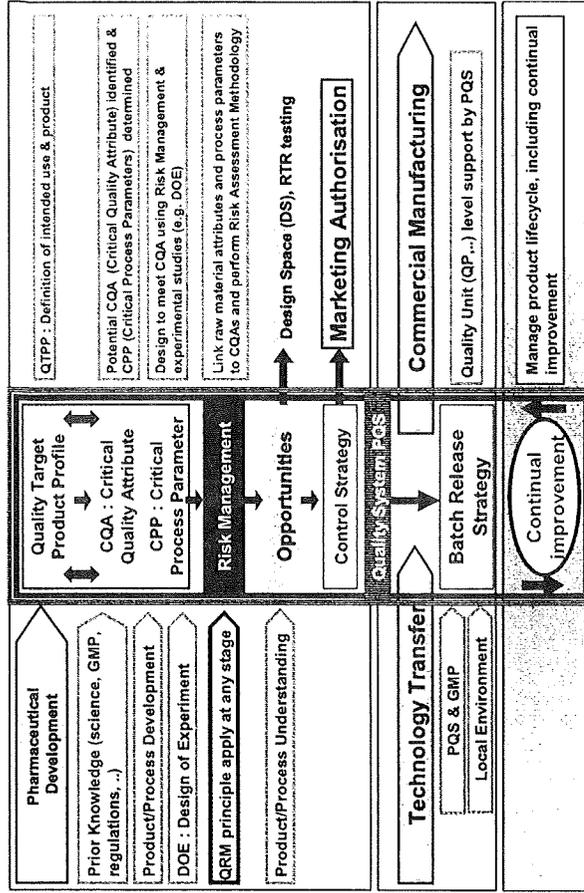 Pharmaceutical
Development
Prior Knowledge (science, GMP,
regulations, ..)
Product/Process Development
DOE : Design of Experiment
QRM principle apply at any stage
Product/Process Understanding
Quality Target
Product Profile
CQA : Critical
Quality Attribute
CPP : Critical
Process Parameter
Risk Management
Opportunities
Control Strategy
QTPP : Definition of intended use & product
Potential CQA (Critical Quality Attribute) identified &
CPP (Critical Process Parameters) determined
Design to meet CQA using Risk Management &
experimental studies (e.g. DOE)
Link raw material attributes and process parameters
to CQAs and perform Risk Assessment Methodology
Design Space (DS), RTR testing
Marketing Authorisation
Quality System PQS
Technology Transfer
Commercial Manufacturing
PQS & GMP
Local Environment
Batch Release
Strategy
Quality Unit (QP,..) level support by PQS
Continual
Improvement
Manage product lifecycle, including continual
improvement